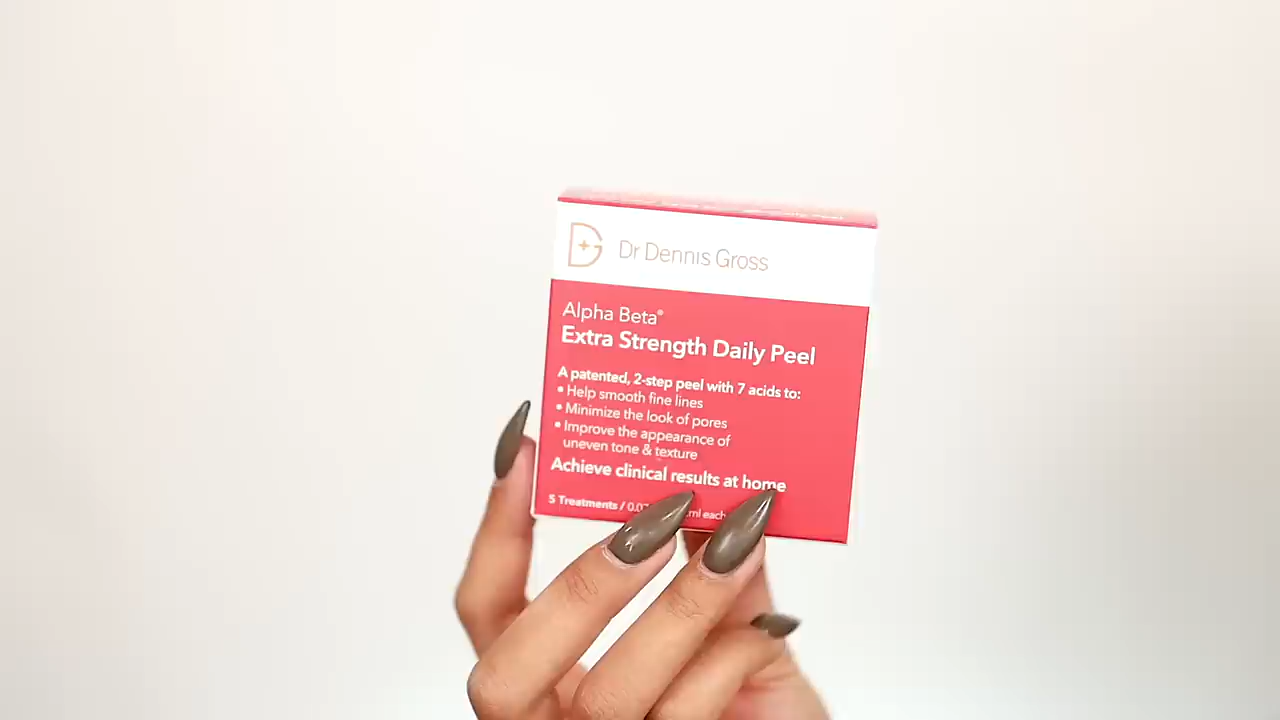 Dr Dennis Gross
Alpha Beta®
Extra Strength Daily Peel
A patented, 2-step peel with 7 acids to:
• Help smooth fine lines
• Minimize the look of pores
• Improve the appearance of
uneven tone & texture
Achieve clinical results at home
5 Treatments / ml each